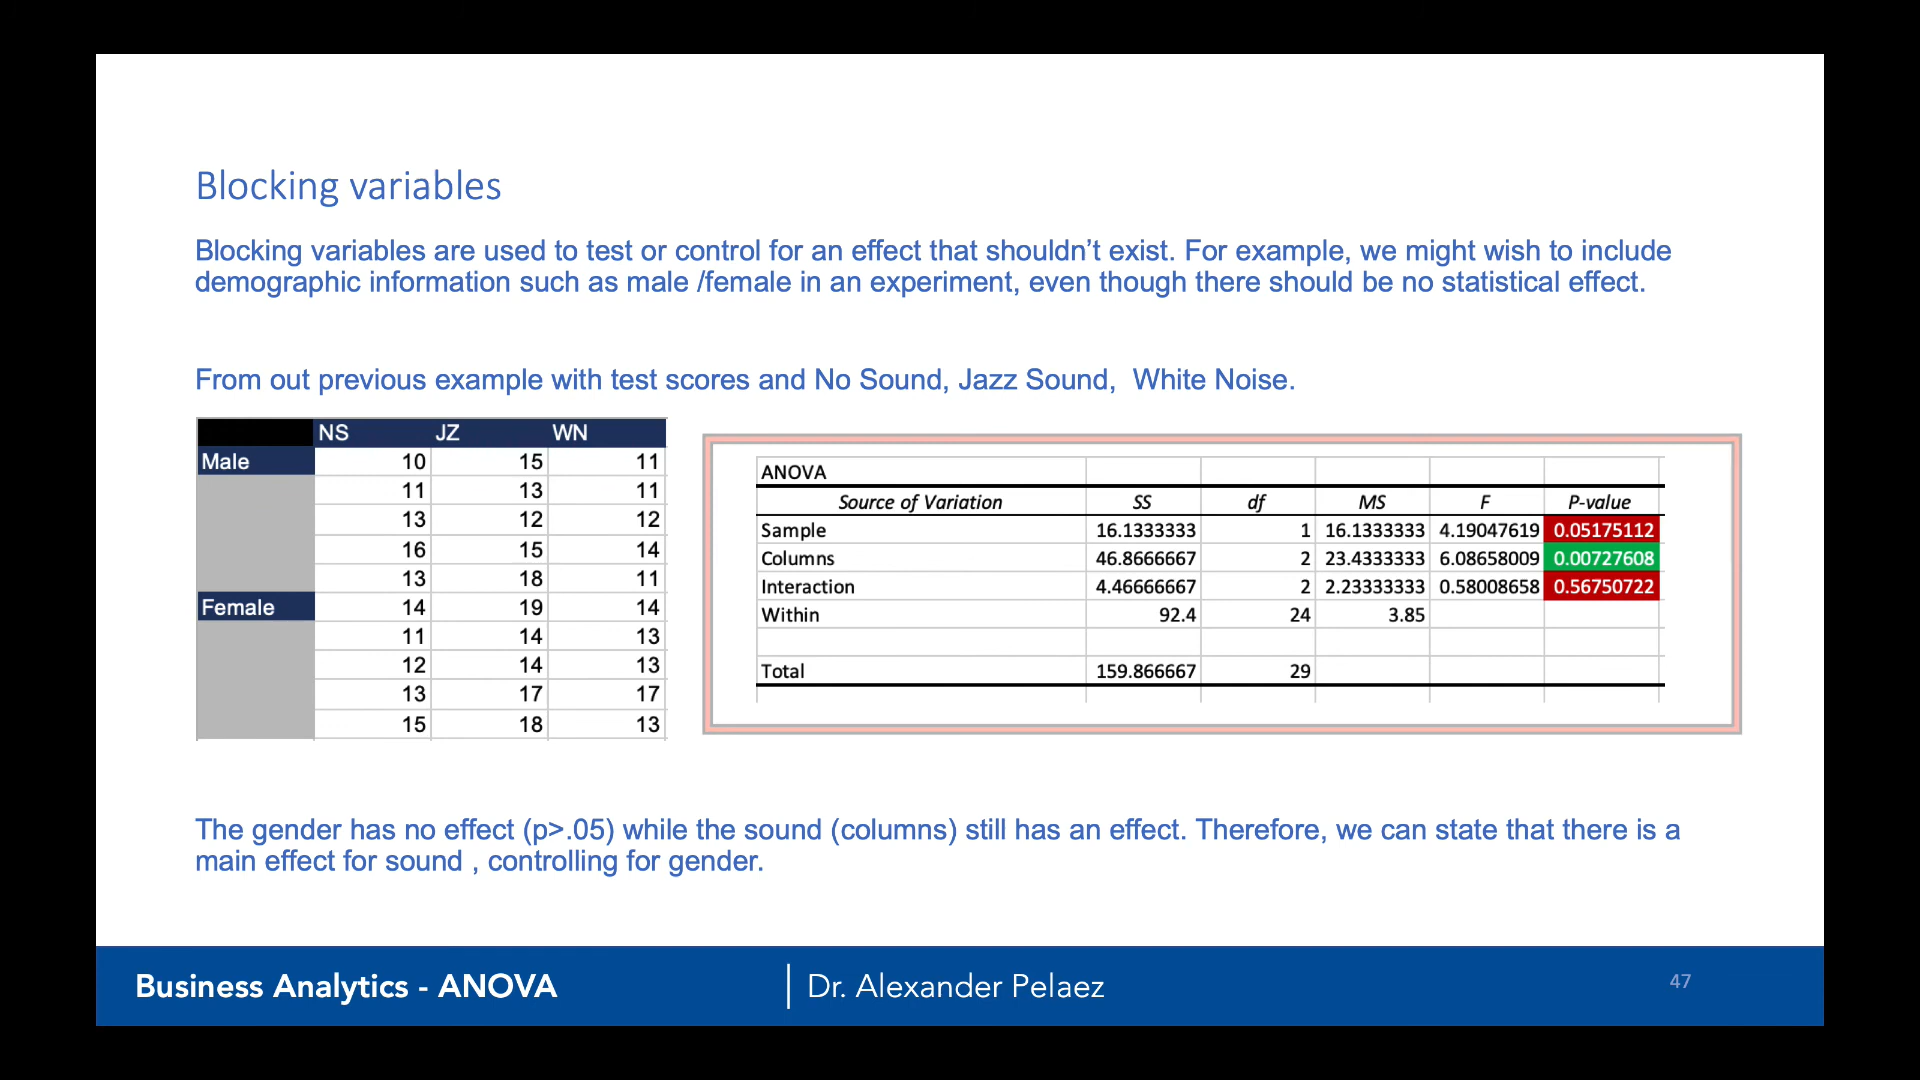 Blocking variables
Blocking variables are used to test or control for an effect that shouldn’t exist. For example, we might wish to include
demographic information such as male /female in an experiment, even though there should be no statistical effect.
From out previous example with test scores and No Sound, Jazz Sound,  White Noise.
NS JZ WN
Male 10 15 11
11 13 11
13 12 12
16 15 14
13 18 11
Female 14 19 14
11 14 13
12 14 13
13 17 17
15 18 13
ANOVA
Source of Variation SS df MS F P-value
Sample 16.1333333 1 16.1333333 4.19047619 0.05175112
Columns 46.8666667 2 23.4333333 6.08658009 0.00727608
Interaction 4.46666667 2 2.23333333 0.58008658 0.56750722
Within 92.4 24 3.85
Total 159.866667 29
The gender has no effect (p>.05) while the sound (columns) still has an effect. Therefore, we can state that there is a
main effect for sound , controlling for gender.
Business Analytics - ANOVA
Dr. Alexander Pelaez
47